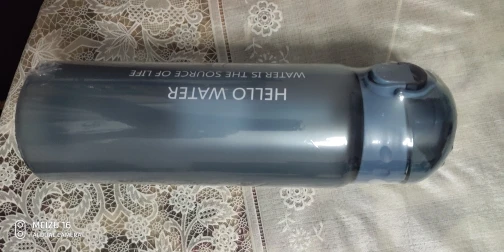 HELLO WATER
WATER IS THE SOURCE OF LIFE
MEIZU 16